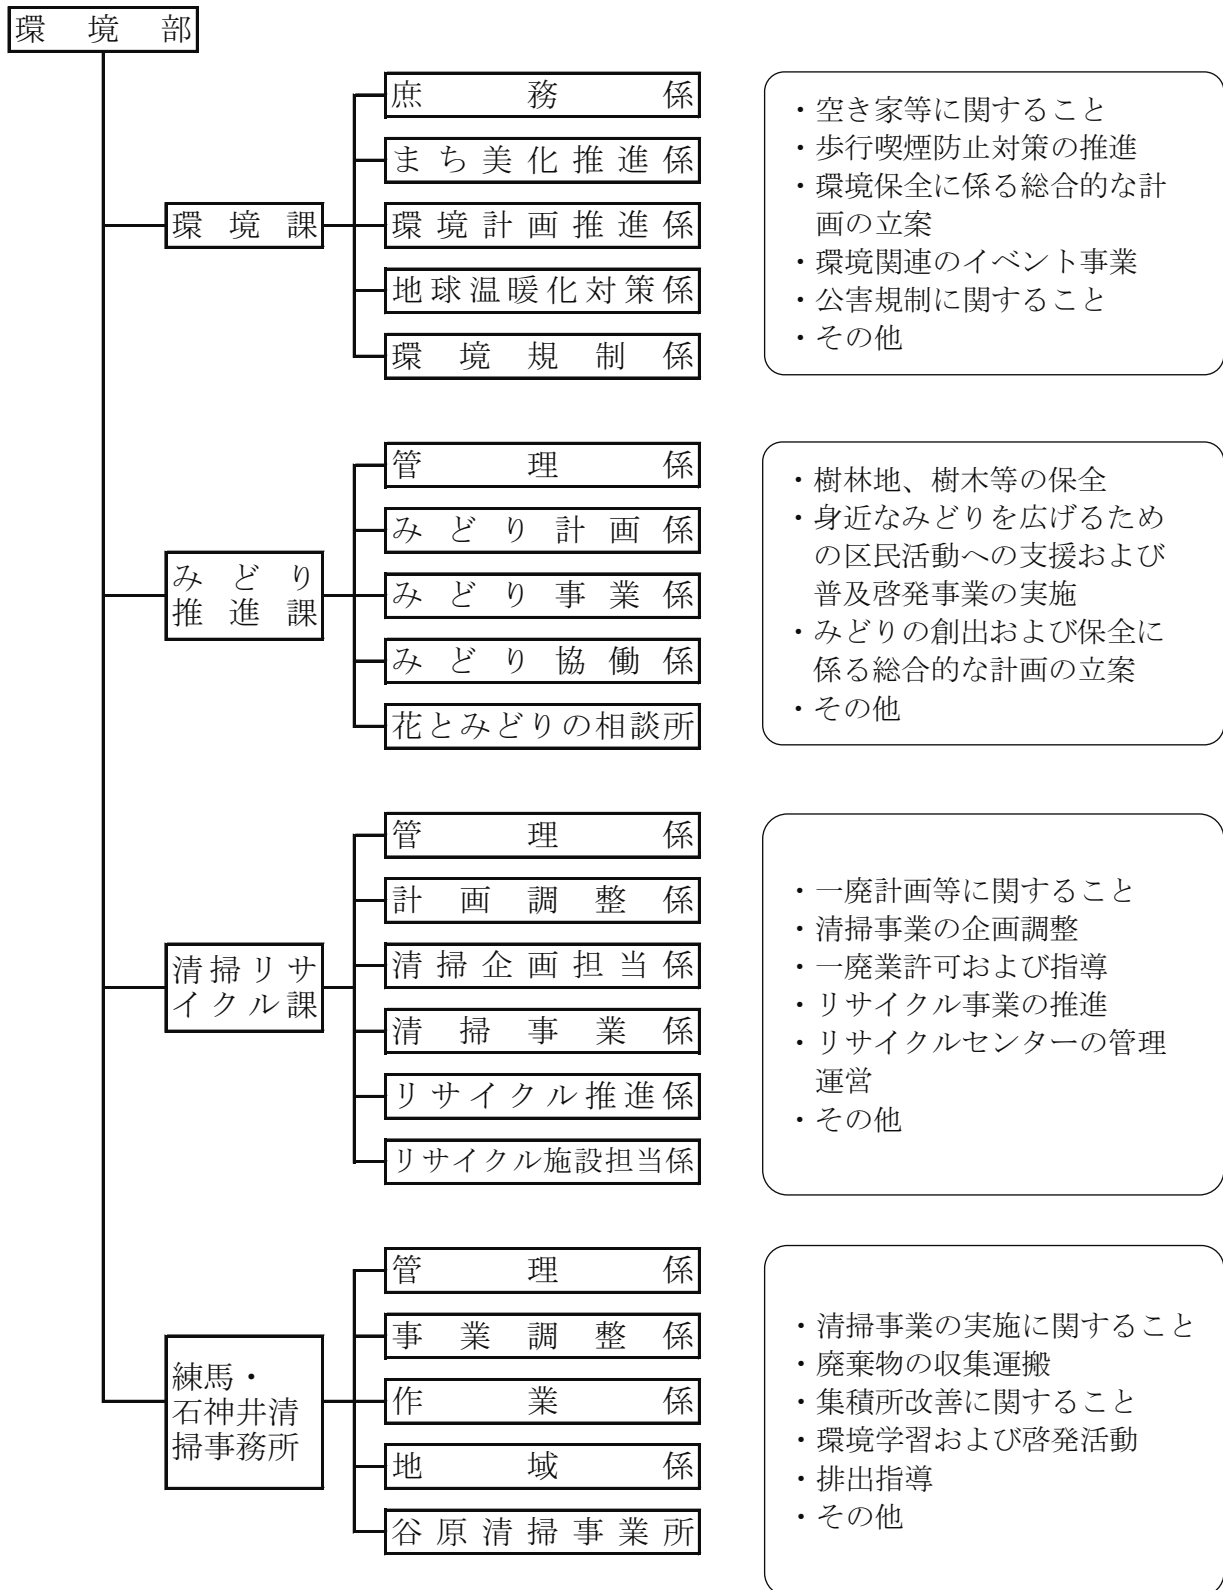 環境部
環境課
庶務係
まち美化推進係
環境計画推進係
地球温暖化対策係
環境規制係
・空き家等に関すること
・歩行喫煙防止対策の推進
・環境保全に係る総合的な計
画の立案
・環境関連のイベント事業
・公害規制に関すること
・その他
みどり
推進課
管理係
みどり計画係
みどり事業係
みどり協働係
花とみどりの相談所
・樹林地、樹木等の保全
・身近なみどりを広げるため
の区民活動への支援および
普及啓発事業の実施
・みどりの創出および保全に
係る総合的な計画の立案
・その他
清掃リサ
イクル課
管理係
計画調整係
清掃企画担当係
清掃事業係
リサイクル推進係
リサイクル施設担当係
・一廃計画等に関すること
・清掃事業の企画調整
・一廃業許可および指導
・リサイクル事業の推進
・リサイクルセンターの管理
運営
・その他
練馬・
石神井清
掃事務所
管理係
事業調整係
作業係
地域係
谷原清掃事業所
・清掃事業の実施に関すること
・廃棄物の収集運搬
・集積所改善に関すること
・環境学習および啓発活動
・排出指導
・その他